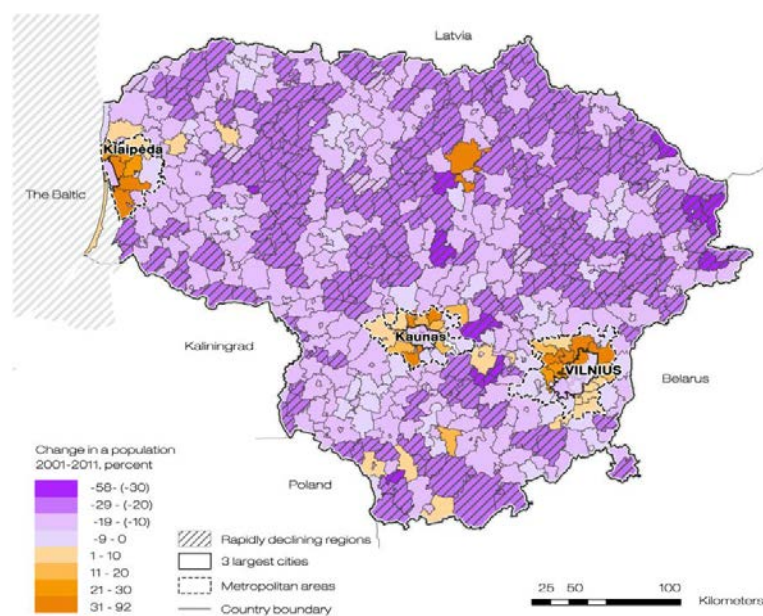 Latvia
Klaipėda
The Baltic
Kaunas
Kaliningrad
VILNIUS
Belarus
Poland
Change in a population
2001-2011, percent
-58- (-30)
-29 - (-20)
-19 - (-10)
-9 - 0
1 - 10
11 - 20
21 - 30
31 - 92
Rapidly declining regions
3 largest cities
Metropolitan areas
Country boundary
25 50 100
Kilometers